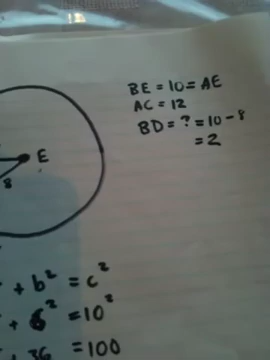 BE = 10 = AE
AC = 12
BD = ? = 10 - 8
= 2
E
8
+ b² = c²
+ 6² = 10²
+ 36 = 100